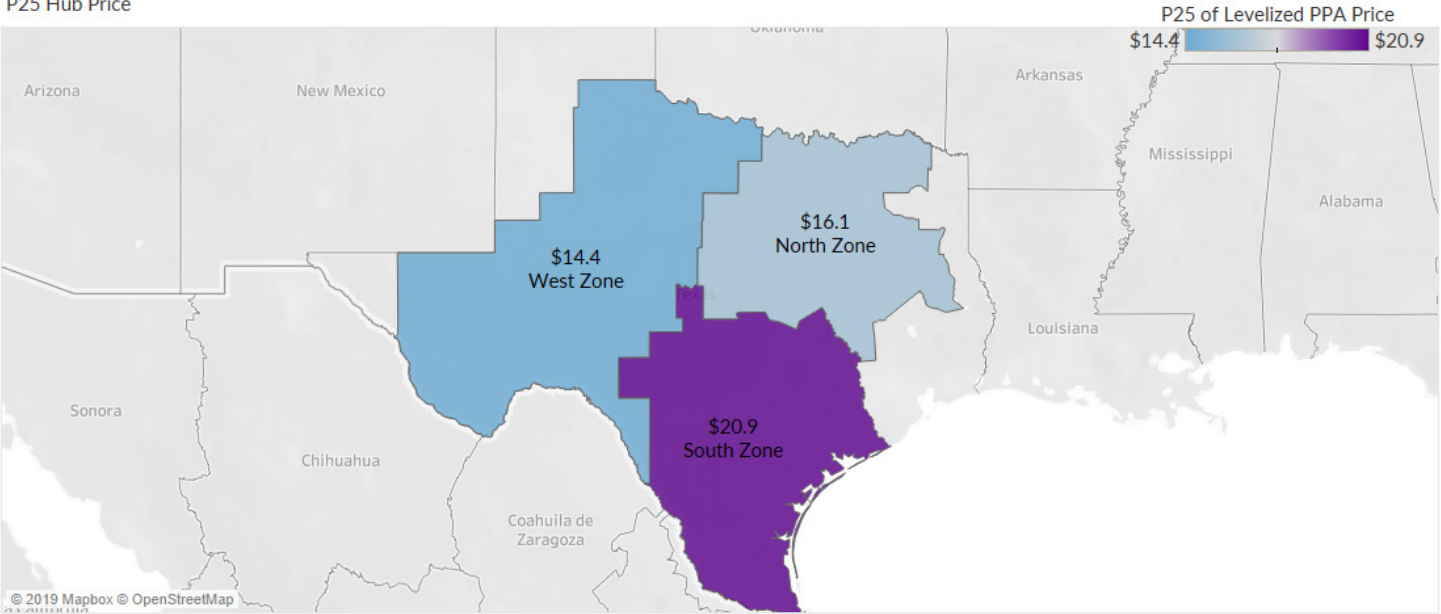 P25 Hub Price
P25 of Levelized PPA Price
$14.4
$20.9
Oklahoma
Arizona
New Mexico
Arkansas
Mississippi
Alabama
$16.1
North Zone
$14.4
West Zone
Texas
Louisiana
Sonora
$20.9
South Zone
Chihuahua
Coahuila de
Zaragoza
© 2019 Mapbox © OpenStreetMap